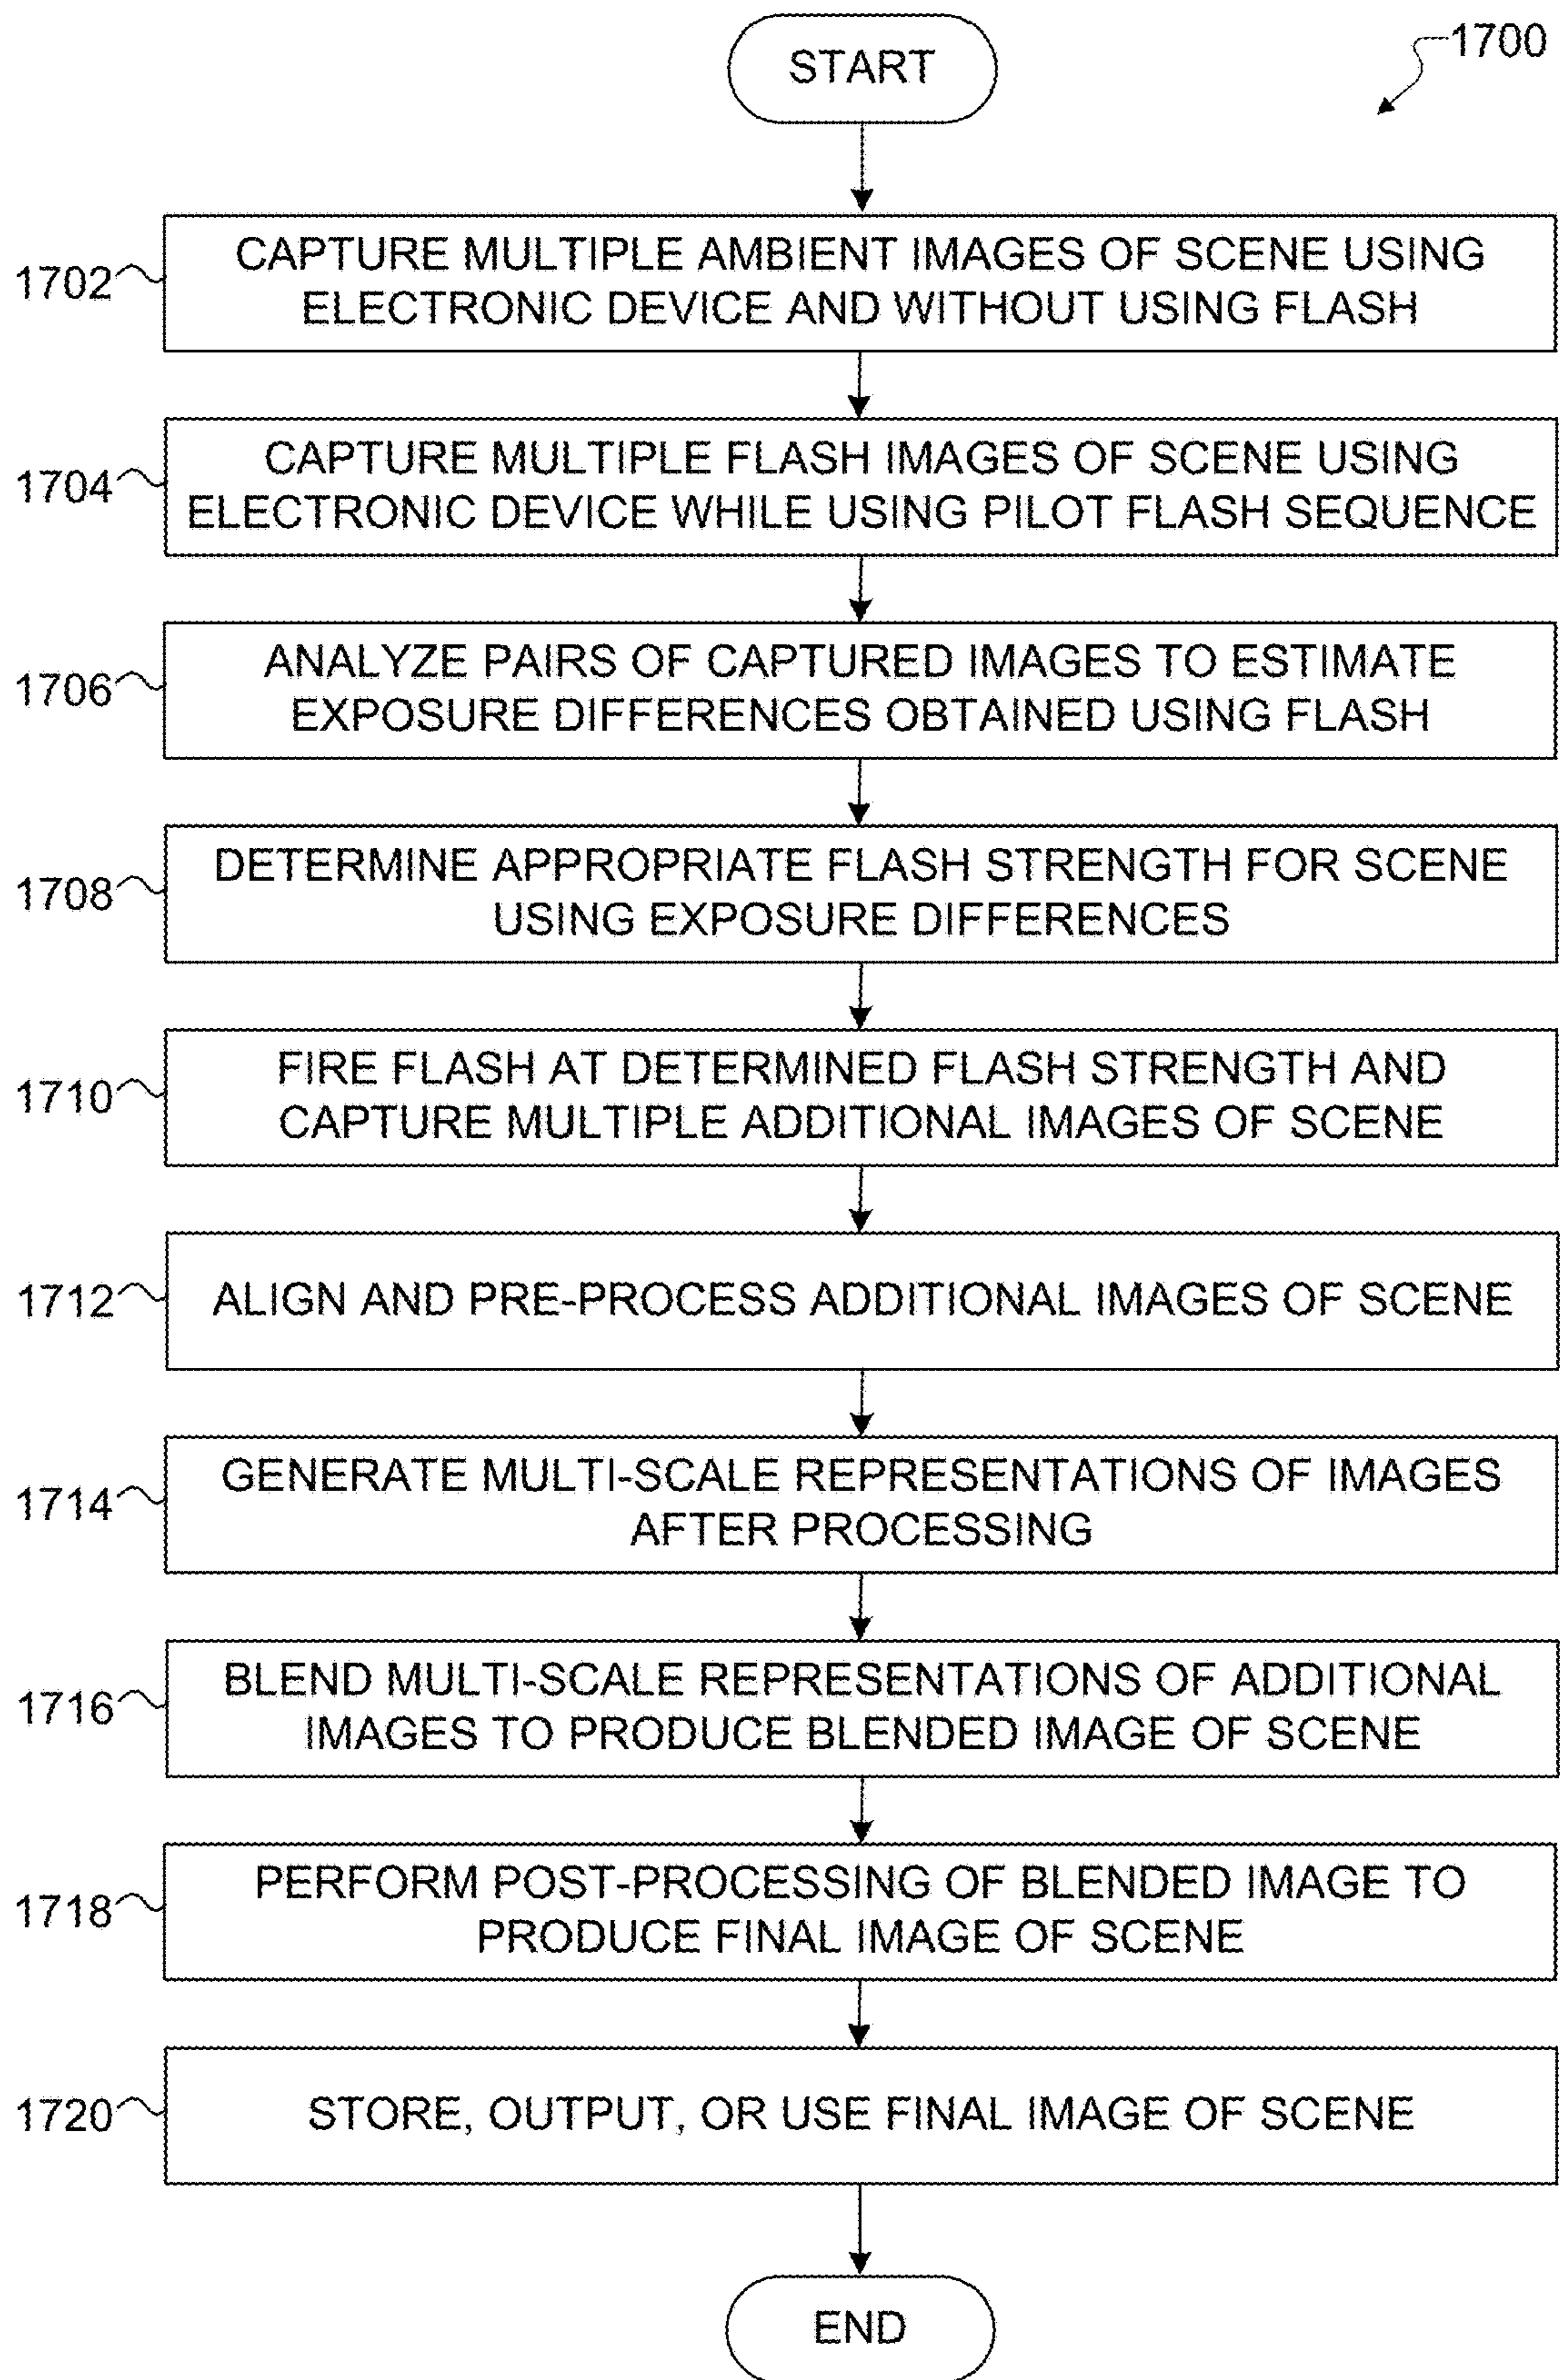 START
1700
1702
CAPTURE MULTIPLE AMBIENT IMAGES OF SCENE USING
ELECTRONIC DEVICE AND WITHOUT USING FLASH
1704
CAPTURE MULTIPLE FLASH IMAGES OF SCENE USING
ELECTRONIC DEVICE WHILE USING PILOT FLASH SEQUENCE
1706
ANALYZE PAIRS OF CAPTURED IMAGES TO ESTIMATE
EXPOSURE DIFFERENCES OBTAINED USING FLASH
1708
DETERMINE APPROPRIATE FLASH STRENGTH FOR SCENE
USING EXPOSURE DIFFERENCES
1710
FIRE FLASH AT DETERMINED FLASH STRENGTH AND
CAPTURE MULTIPLE ADDITIONAL IMAGES OF SCENE
1712
ALIGN AND PRE-PROCESS ADDITIONAL IMAGES OF SCENE
1714
GENERATE MULTI-SCALE REPRESENTATIONS OF IMAGES
AFTER PROCESSING
1716
BLEND MULTI-SCALE REPRESENTATIONS OF ADDITIONAL
IMAGES TO PRODUCE BLENDED IMAGE OF SCENE
1718
PERFORM POST-PROCESSING OF BLENDED IMAGE TO
PRODUCE FINAL IMAGE OF SCENE
1720
STORE, OUTPUT, OR USE FINAL IMAGE OF SCENE
END